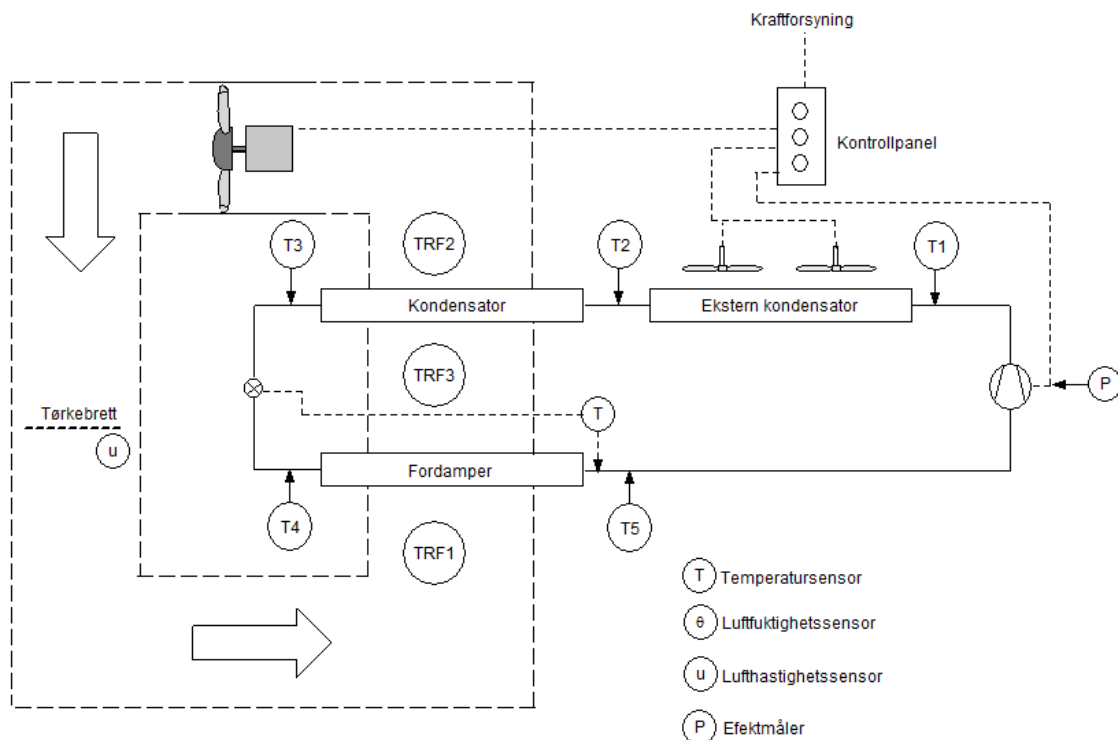 Kraftforsyning
Kontrollpanel
T3
TRF2
T2
T1
Kondensator
Ekstern kondensator
TRF3
P
Tørkebrett
T
u
Fordamper
T4
TRF1
T5
T Temperatursensor
θ Luftfuktighetssensor
u Lufthastighetssensor
P Efektmåler